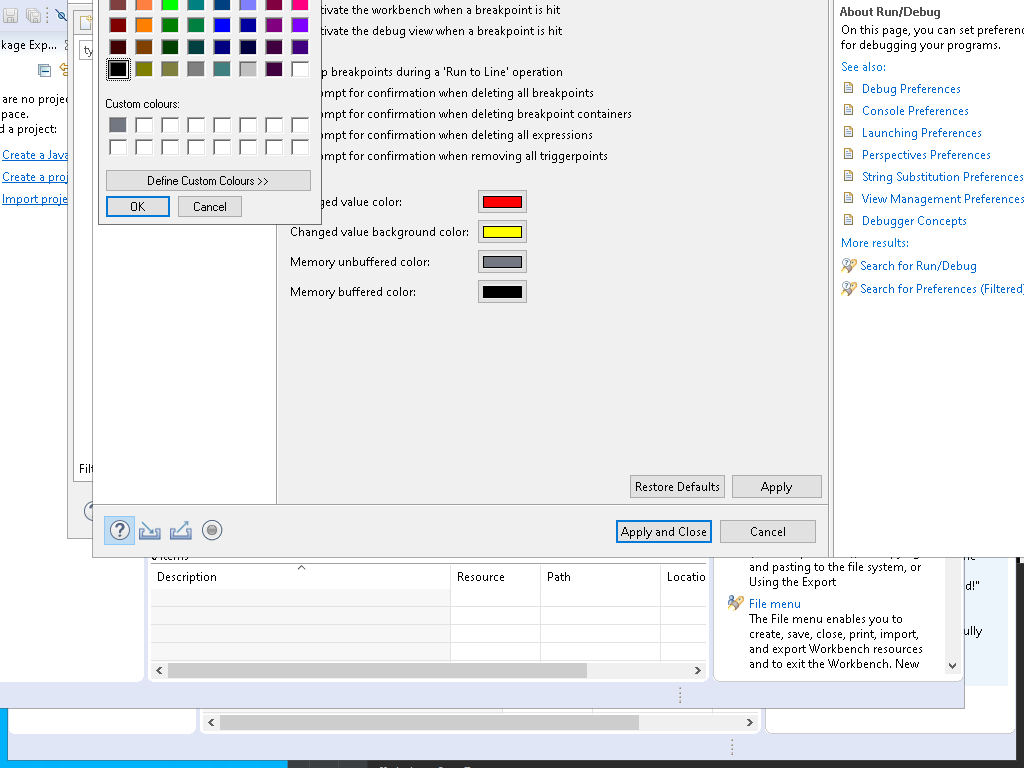 tivate the workbench when a breakpoint is hit
tivate the debug view when a breakpoint is hit
p breakpoints during a 'Run to Line' operation
ompt for confirmation when deleting all breakpoints
ompt for confirmation when deleting breakpoint containers
ompt for confirmation when deleting all expressions
ompt for confirmation when removing all triggerpoints
ged value color:
Changed value background color:
Memory unbuffered color:
Memory buffered color:
Restore Defaults
Apply
Apply and Close
Cancel
Custom colours:
Define Custom Colours >>
OK
Cancel
kage Exp...
ty
are no projec
pace.
d a project:
Create a Java
Create a proj
Import proje
Filt
About Run/Debug
On this page, you can set preferenc
for debugging your programs.
See also:
Debug Preferences
Console Preferences
Launching Preferences
Perspectives Preferences
String Substitution Preferences
View Management Preferences
Debugger Concepts
More results:
Search for Run/Debug
Search for Preferences (Filtered)
Description
Resource
Path
Locatio
and pasting to the file system, or
Using the Export
File menu
The File menu enables you to
create, save, close, print, import,
and export Workbench resources
and to exit the Workbench. New
d!"
ully